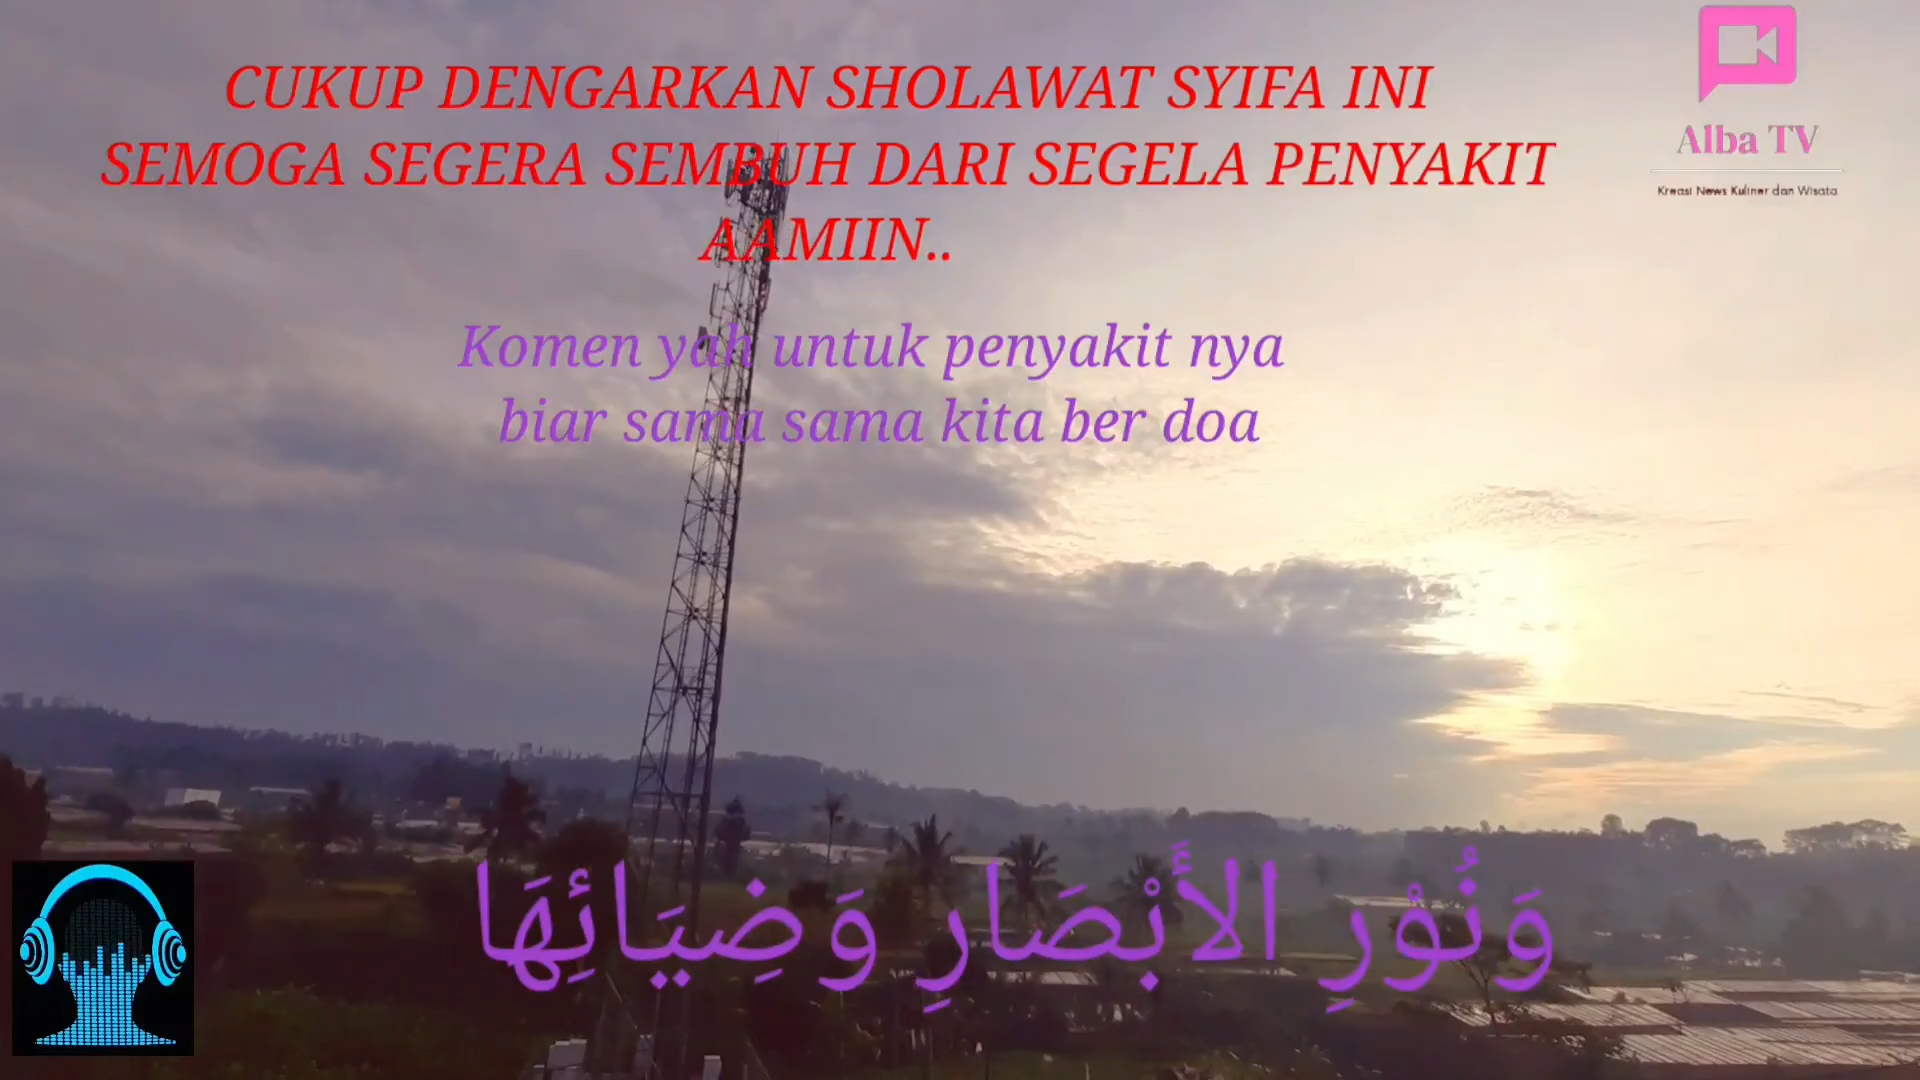 CUKUP DENGARKAN SHOLAWAT SYIFA INI
SEMOGA SEGERA SEMBUH DARI SEGELA PENYAKIT
AAMIIN..
Alba TV
Kreasi News Kuliner dan Wisata
Komen yah untuk penyakit nya
biar sama sama kita ber doa
وَنُوْرِ الأَبْصَارِ وَضِيَائِهَا